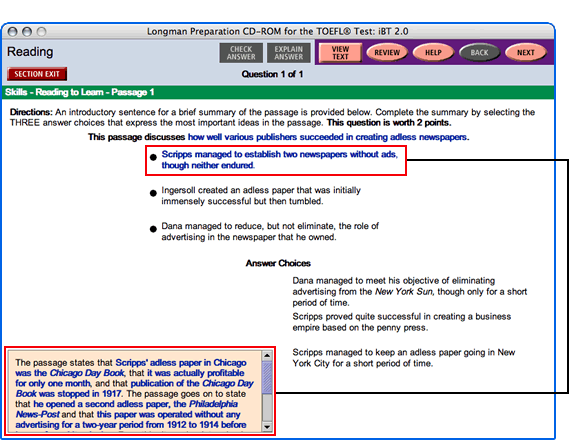 Longman Preparation CD-ROM for the TOEFL® Test: iBT 2.0
Reading
CHECK ANSWER
EXPLAIN ANSWER
VIEW TEXT
REVIEW
HELP
BACK
NEXT
SECTION EXIT
Question 1 of 1
Skills - Reading to Learn - Passage 1
Directions: An introductory sentence for a brief summary of the passage is provided below. Complete the summary by selecting the
THREE answer choices that express the most important ideas in the passage. This question is worth 2 points.
This passage discusses how well various publishers succeeded in creating adless newspapers.
Scripps managed to establish two newspapers without ads,
though neither endured.
Ingersoll created an adless paper that was initially
immensely successful but then tumbled.
Dana managed to reduce, but not eliminate, the role of
advertising in the newspaper that he owned.
Answer Choices
Dana managed to meet his objective of eliminating
advertising from the New York Sun, though only for a short
period of time.
Scripps proved quite successful in creating a business
empire based on the penny press.
Scripps managed to keep an adless paper going in New
York City for a short period of time.
The passage states that Scripps' adless paper in Chicago
was the Chicago Day Book, that it was actually profitable
for only one month, and that publication of the Chicago Day
Book was stopped in 1917. The passage goes on to state
that he opened a second adless paper, the Philadelphia
News-Post and that this paper was operated without any
advertising for a two-year period from 1912 to 1914 before